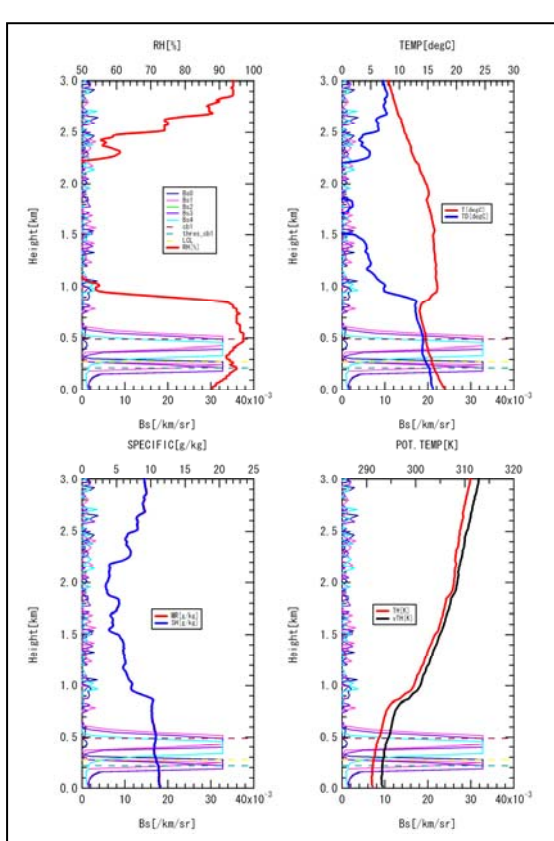 RH[%]
50 60 70 80 90 100
3.0
2.5
2.0
1.5
1.0
0.5
0.0
Height[km]
Bs0
Bs1
Bs2
Bs3
Bs4
cbl
thres_cbl
LCL
RH[%]
0 10 20 30 40x10⁻³
Bs[/km/sr]
TEMP[degC]
0 5 10 15 20 25 30
3.0
2.5
2.0
1.5
1.0
0.5
0.0
Height[km]
T[degC]
TD[degC]
0 10 20 30 40x10⁻³
Bs[/km/sr]
SPECIFIC[g/kg]
0 5 10 15 20 25
3.0
2.5
2.0
1.5
1.0
0.5
0.0
Height[km]
MR[g/kg]
SH[g/kg]
0 10 20 30 40x10⁻³
Bs[/km/sr]
POT.TEMP[K]
290 300 310 320
3.0
2.5
2.0
1.5
1.0
0.5
0.0
Height[km]
TH[K]
vTH[K]
0 10 20 30 40x10⁻³
Bs[/km/sr]